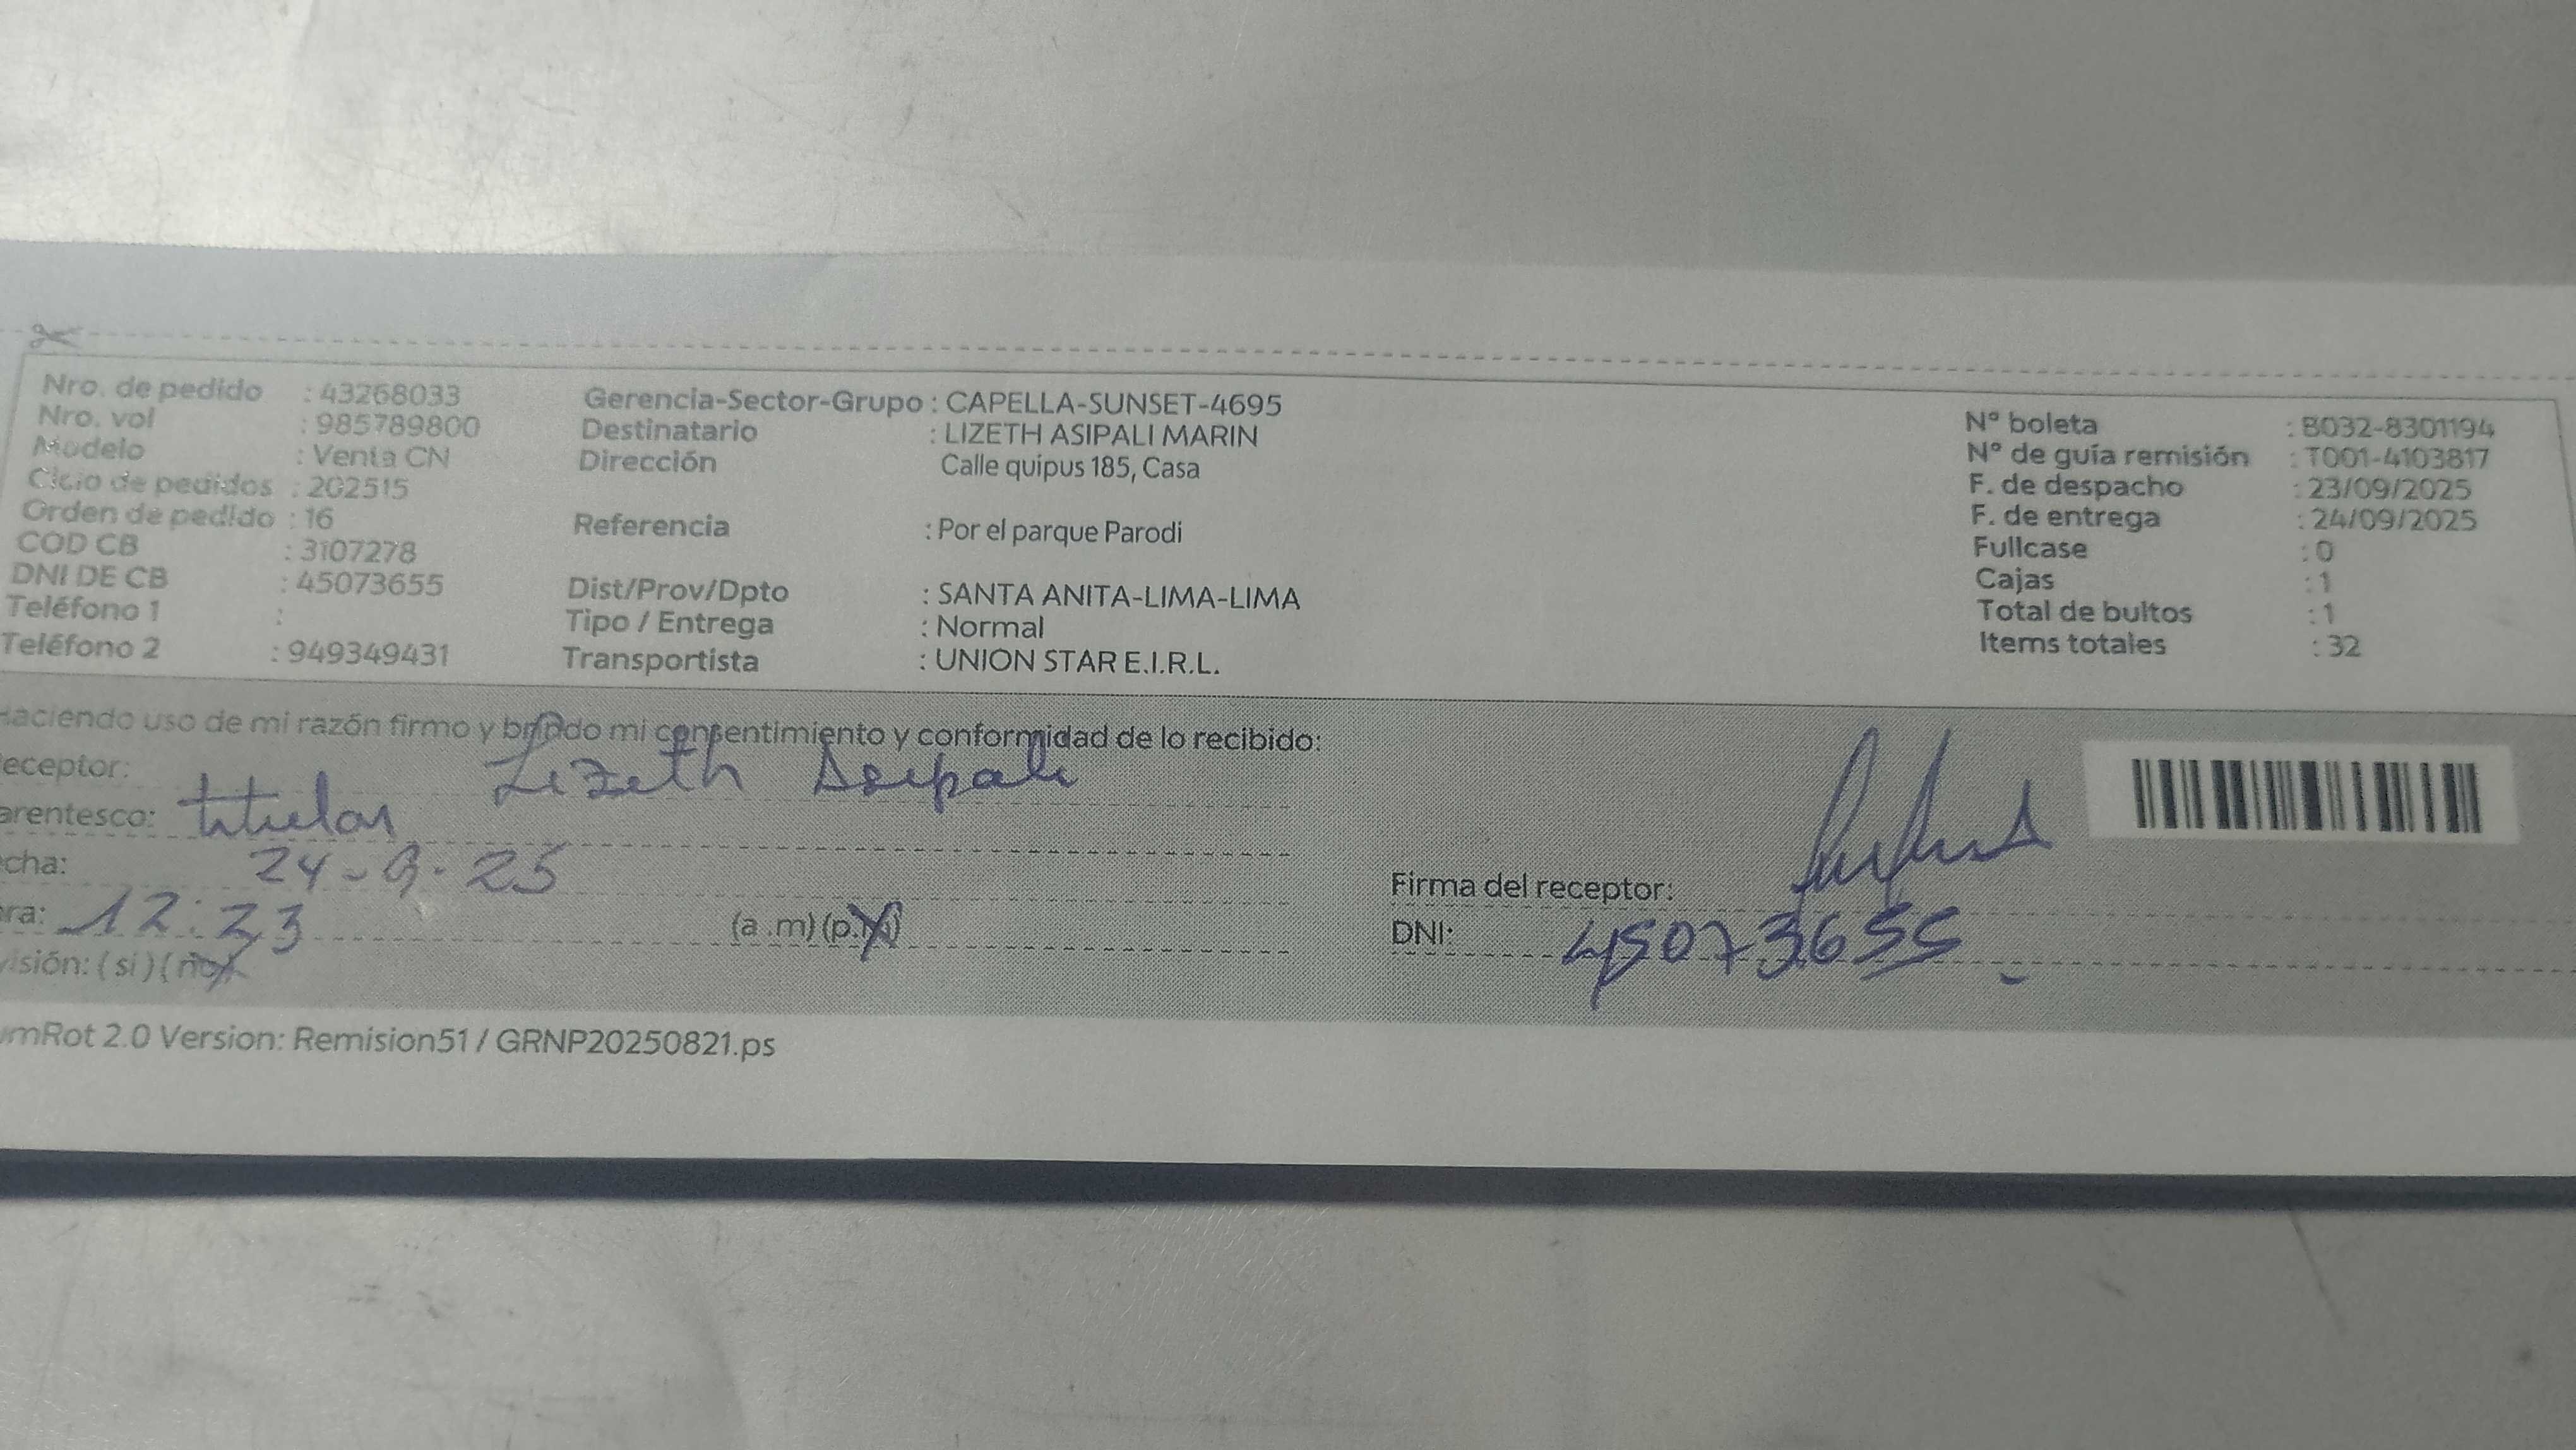 Nro. de pedido : 43268033
Nro. vol : 985789800
Modelo : Venta CN
Ciclo de pedidos : 202515
Orden de pedido : 16
COD CB : 3107278
DNI DE CB : 45073655
Teléfono 1 :
Teléfono 2 : 949349431
Gerencia-Sector-Grupo : CAPELLA-SUNSET-4695
Destinatario : LIZETH ASIPALI MARIN
Dirección Calle quipus 185, Casa
Referencia : Por el parque Parodi
Dist/Prov/Dpto : SANTA ANITA-LIMA-LIMA
Tipo / Entrega : Normal
Transportista : UNION STAR E.I.R.L.
N° boleta : B032-8301194
N° de guía remisión : T001-4103817
F. de despacho : 23/09/2025
F. de entrega : 24/09/2025
Fullcase : 0
Cajas : 1
Total de bultos : 1
Items totales : 32
Haciendo uso de mi razón firmo y brindo mi consentimiento y conformidad de lo recibido:
eceptor: Lizeth Asipali
arentesco: titular
cha: 24-9-25
ra: 12:23 (a .m) (p.m)
visión: ( si ) ( no)
Firma del receptor:
DNI: 45073655
mRot 2.0 Version: Remision51 / GRNP20250821.ps